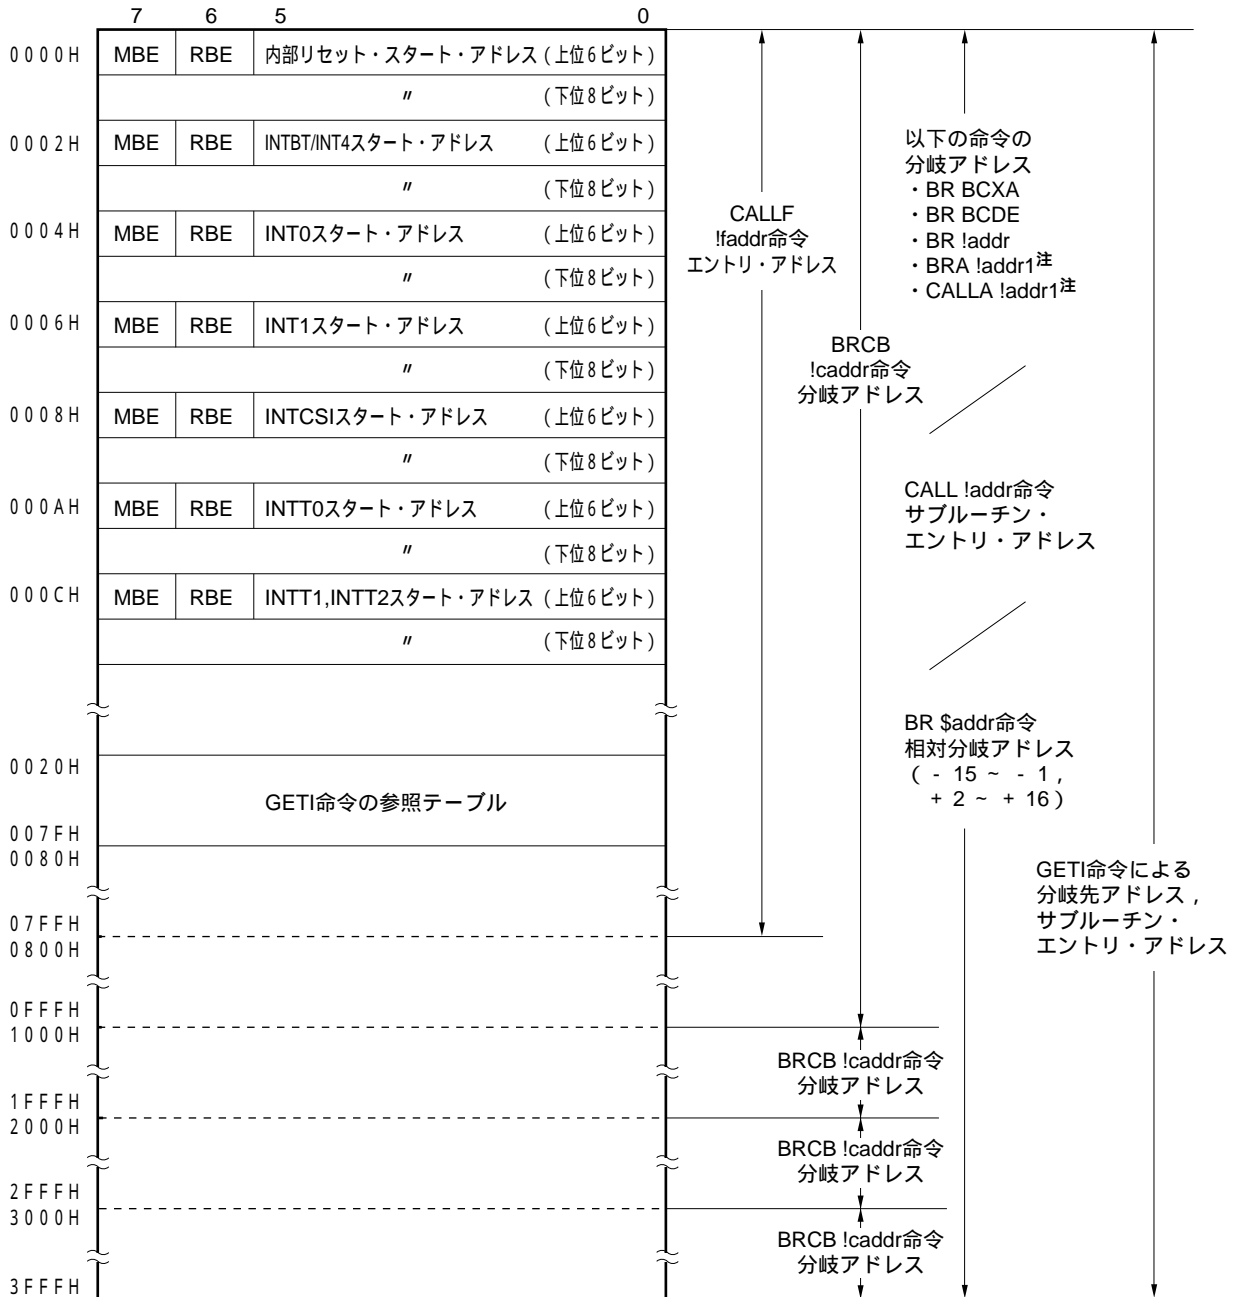 7 6 5 0
0000H MBE RBE 内部リセット・スタート・アドレス (上位6ビット)
〃 (下位8ビット)
0002H MBE RBE INTBT/INT4スタート・アドレス (上位6ビット)
〃 (下位8ビット)
0004H MBE RBE INT0スタート・アドレス (上位6ビット)
〃 (下位8ビット)
0006H MBE RBE INT1スタート・アドレス (上位6ビット)
〃 (下位8ビット)
0008H MBE RBE INTCSIスタート・アドレス (上位6ビット)
〃 (下位8ビット)
000AH MBE RBE INTT0スタート・アドレス (上位6ビット)
〃 (下位8ビット)
000CH MBE RBE INTT1,INTT2スタート・アドレス (上位6ビット)
〃 (下位8ビット)
0020H
GETI命令の参照テーブル
007FH
0080H
07FFH
0800H
0FFFH
1000H
1FFFH
2000H
2FFFH
3000H
3FFFH
CALLF
!faddr命令
エントリ・アドレス
BRCB
!caddr命令
分岐アドレス
BRCB !caddr命令
分岐アドレス
BRCB !caddr命令
分岐アドレス
BRCB !caddr命令
分岐アドレス
以下の命令の
分岐アドレス
・BR BCXA
・BR BCDE
・BR !addr
・BRA !addr1注
・CALLA !addr1注
CALL !addr命令
サブルーチン・
エントリ・アドレス
BR $addr命令
相対分岐アドレス
( - 15 ~ - 1 ,
+ 2 ~ + 16 )
GETI命令による
分岐先アドレス ,
サブルーチン・
エントリ・アドレス